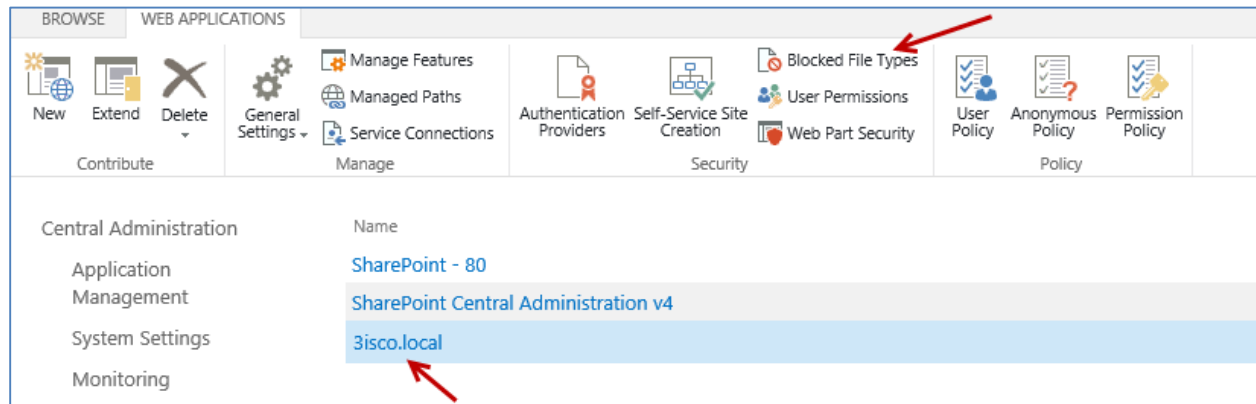 BROWSE WEB APPLICATIONS
New
Extend
Delete
General
Settings
Manage Features
Managed Paths
Service Connections
Authentication
Providers
Self-Service Site
Creation
Blocked File Types
User Permissions
Web Part Security
User
Policy
Anonymous
Policy
Permission
Policy
Contribute
Manage
Security
Policy
Central Administration
Application
Management
System Settings
Monitoring
Name
SharePoint - 80
SharePoint Central Administration v4
3isco.local